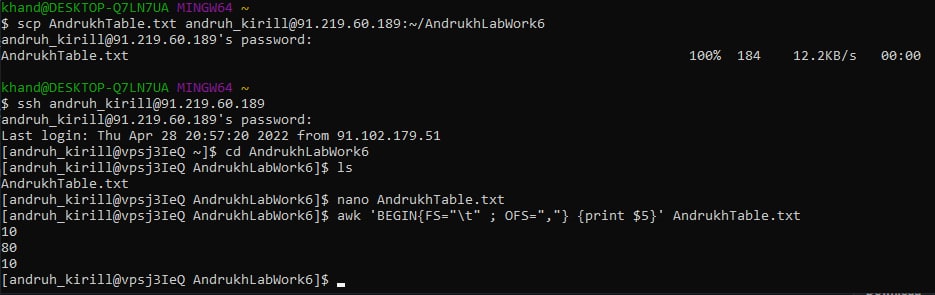 khand@DESKTOP-Q7LN7UA MINGW64 ~
$ scp AndrukhTable.txt andruh_kirill@91.219.60.189:~/AndrukhLabWork6
andruh_kirill@91.219.60.189's password:
AndrukhTable.txt 100% 184 12.2KB/s 00:00
khand@DESKTOP-Q7LN7UA MINGW64 ~
$ ssh andruh_kirill@91.219.60.189
andruh_kirill@91.219.60.189's password:
Last login: Thu Apr 28 20:57:20 2022 from 91.102.179.51
[andruh_kirill@vpsj3IeQ ~]$ cd AndrukhLabWork6
[andruh_kirill@vpsj3IeQ AndrukhLabWork6]$ ls
AndrukhTable.txt
[andruh_kirill@vpsj3IeQ AndrukhLabWork6]$ nano AndrukhTable.txt
[andruh_kirill@vpsj3IeQ AndrukhLabWork6]$ awk 'BEGIN{FS="\t" ; OFS=","} {print $5}' AndrukhTable.txt
10
80
10
[andruh_kirill@vpsj3IeQ AndrukhLabWork6]$